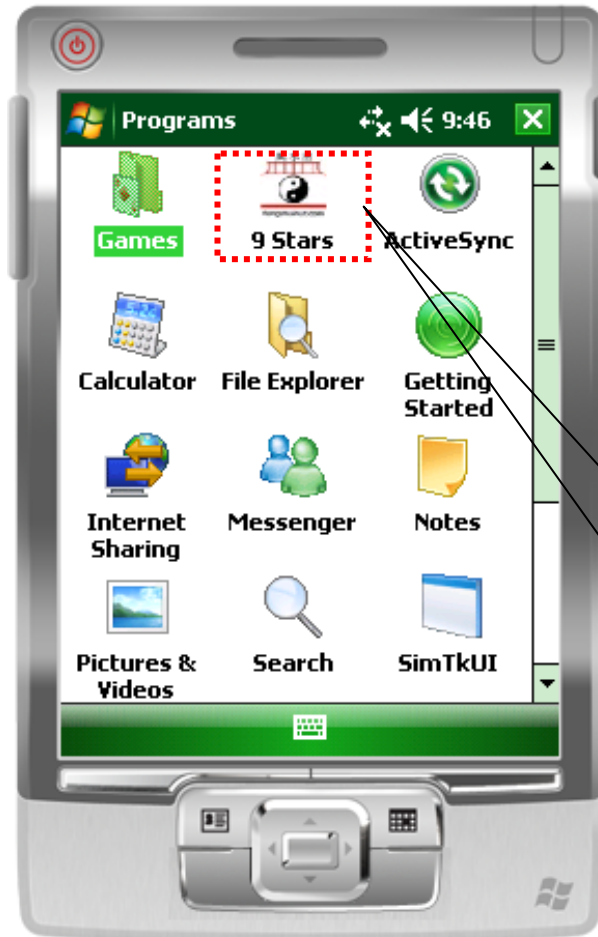 Programs 9:46
Games 9 Stars ActiveSync
Calculator File Explorer Getting
Started
Internet Messenger Notes
Sharing
Pictures & Search SimTkUI
Videos